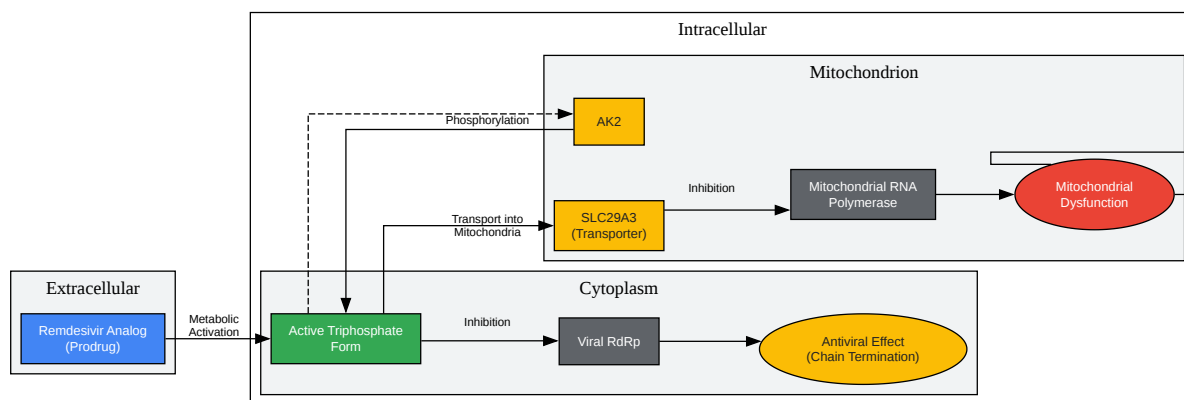 Intracellular
Mitochondrion
AK2
Phosphorylation
Mitochondrial RNA
Polymerase
Mitochondrial
Dysfunction
Inhibition
SLC29A3
(Transporter)
Transport into
Mitochondria
Extracellular
Cytoplasm
Remdesivir Analog
(Prodrug)
Metabolic
Activation
Active Triphosphate
Form
Inhibition
Viral RdRp
Antiviral Effect
(Chain Termination)